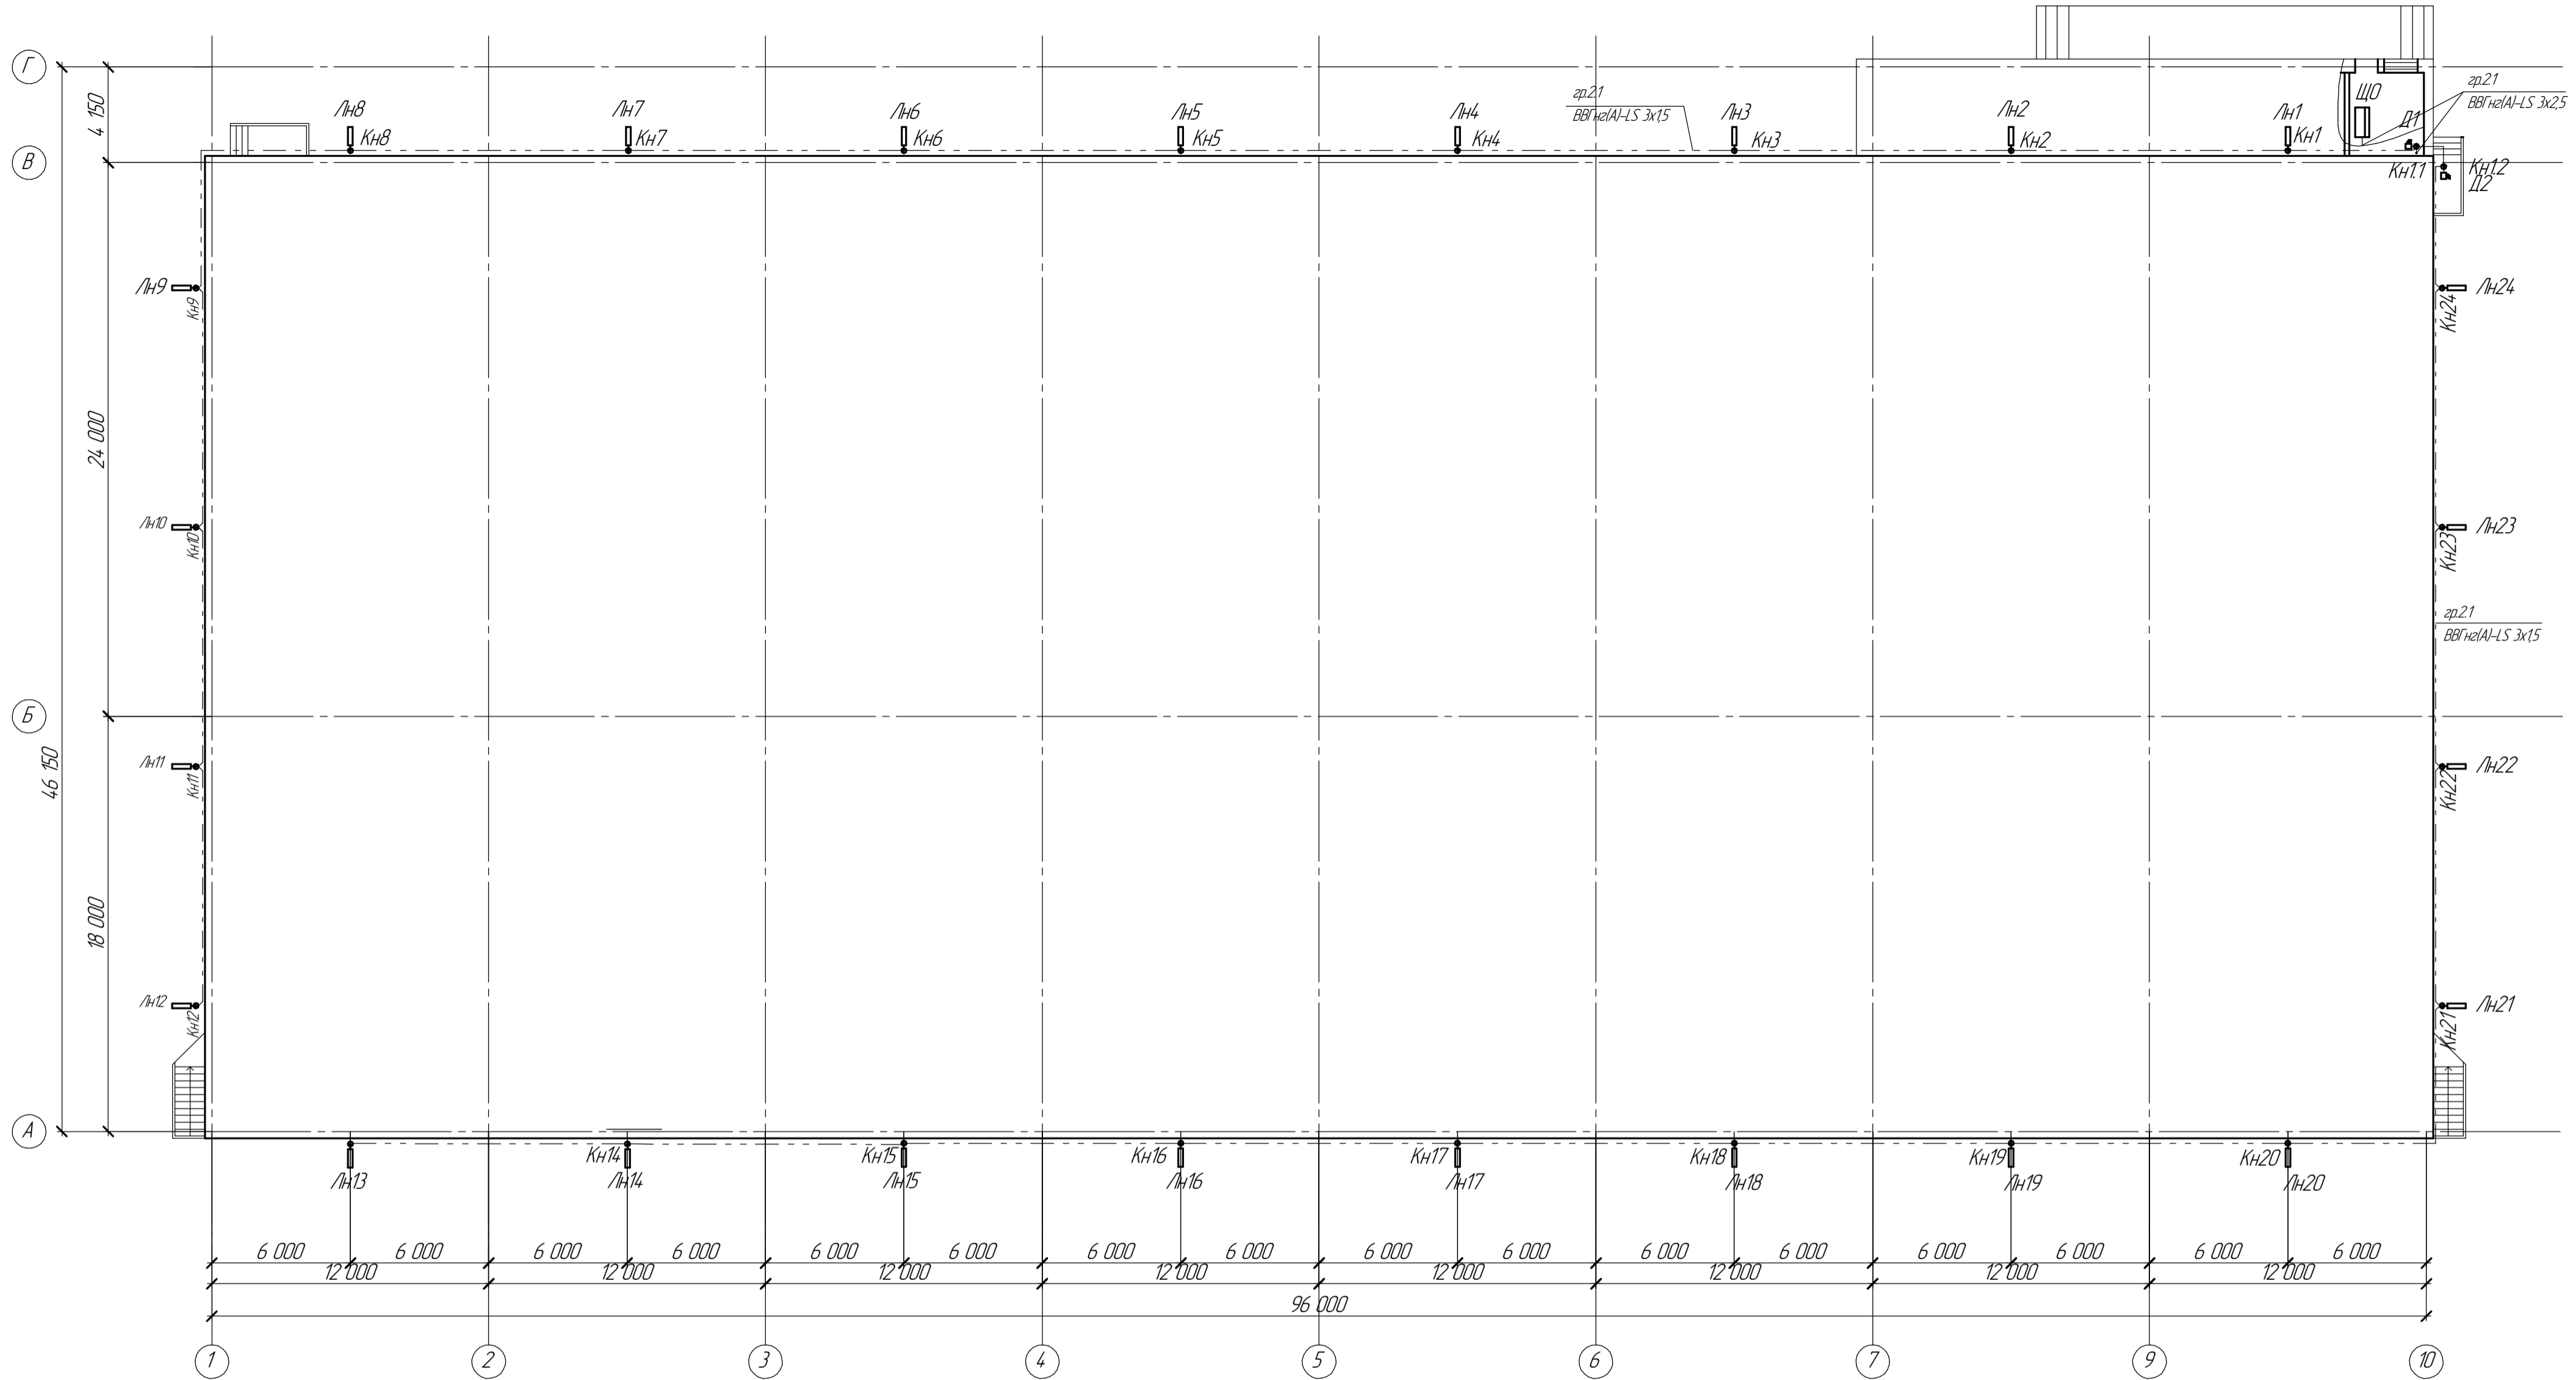 Г
4 150
Лн8
Кн8
Лн7
Кн7
Лн6
Кн6
Лн5
Кн5
Лн4
Кн4
гр.2.1
ВВГнг(А)-LS 3х1,5
Лн3
Кн3
Лн2
Кн2
Лн1
Кн1
ЩО
Д1
гр.2.1
ВВГнг(А)-LS 3х2,5
В
Кн1.1
Кн1.2
Д2
Лн9
Кн9
Лн24
Кн24
24 000
Лн10
Кн10
Лн23
Кн23
гр.2.1
ВВГнг(А)-LS 3х1,5
Б
46 150
Лн11
Кн11
Лн22
Кн22
18 000
Лн12
Кн12
Лн21
Кн21
А
Кн14
Кн15
Кн16
Кн17
Кн18
Кн19
Кн20
Лн13
Лн14
Лн15
Лн16
Лн17
Лн18
Лн19
Лн20
6 000 6 000 6 000 6 000 6 000 6 000 6 000 6 000 6 000 6 000 6 000 6 000 6 000 6 000 6 000 6 000
12 000 12 000 12 000 12 000 12 000 12 000 12 000 12 000
96 000
1 2 3 4 5 6 7 9 10